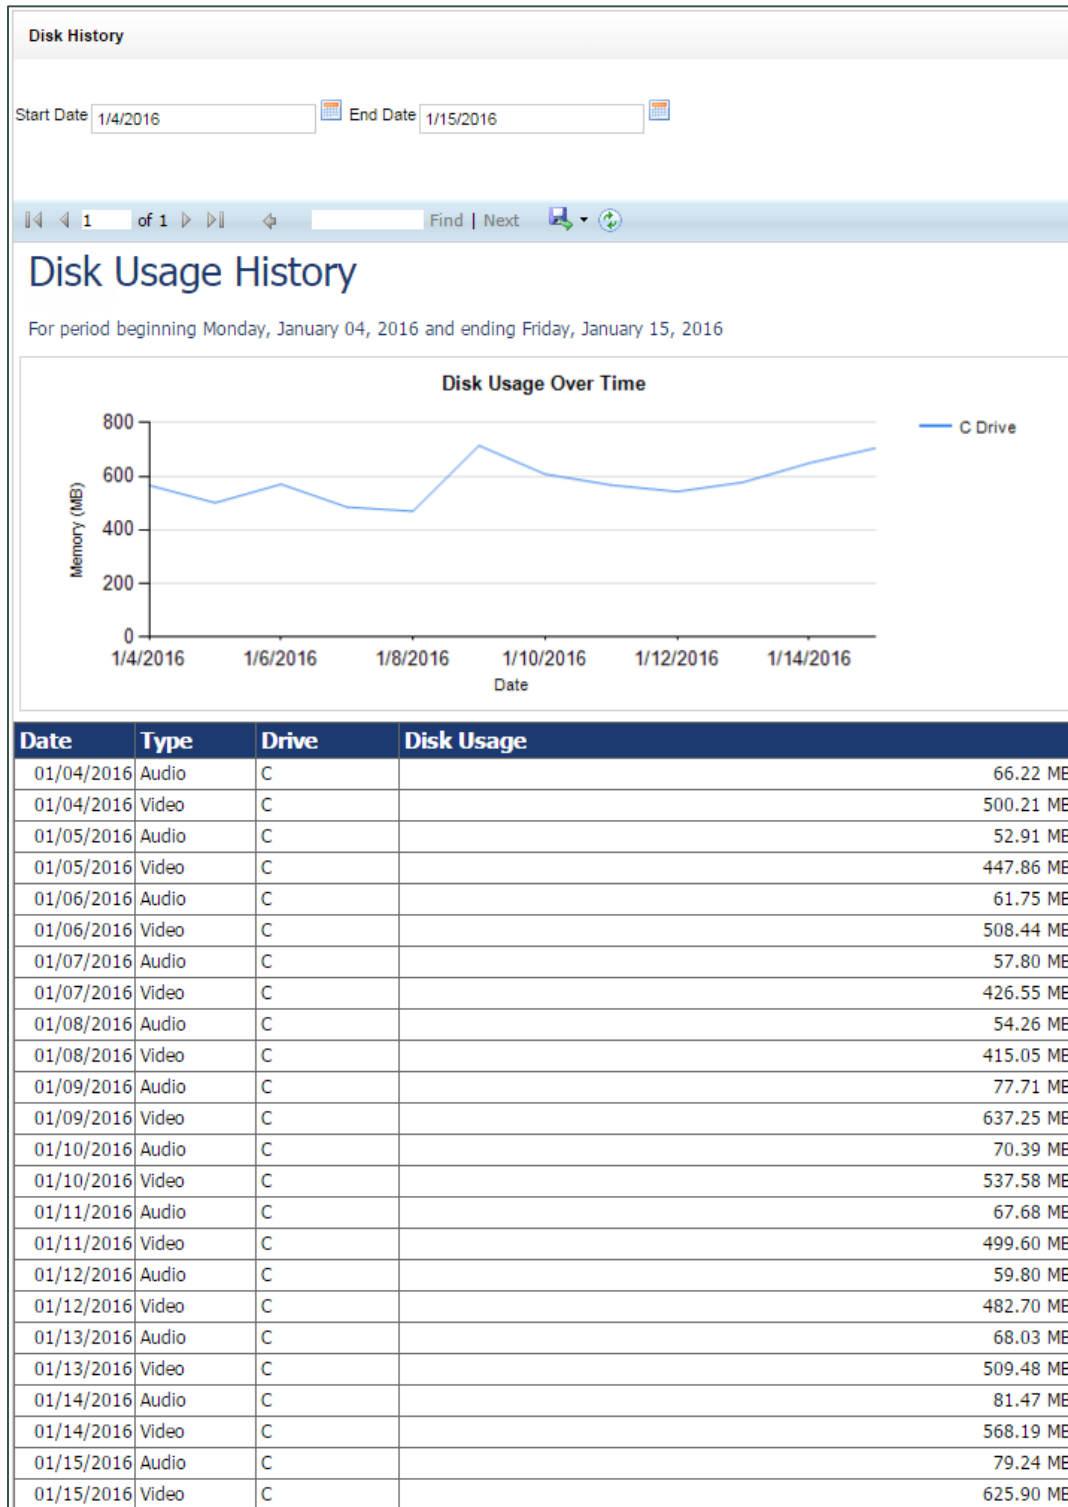 Disk History
Start Date 1/4/2016 End Date 1/15/2016
1 of 1 Find | Next
Disk Usage History
For period beginning Monday, January 04, 2016 and ending Friday, January 15, 2016
Disk Usage Over Time
800
600
400
200
0
Memory (MB)
C Drive
1/4/2016 1/6/2016 1/8/2016 1/10/2016 1/12/2016 1/14/2016
Date
Date Type Drive Disk Usage
01/04/2016 Audio C 66.22 MB
01/04/2016 Video C 500.21 MB
01/05/2016 Audio C 52.91 MB
01/05/2016 Video C 447.86 MB
01/06/2016 Audio C 61.75 MB
01/06/2016 Video C 508.44 MB
01/07/2016 Audio C 57.80 MB
01/07/2016 Video C 426.55 MB
01/08/2016 Audio C 54.26 MB
01/08/2016 Video C 415.05 MB
01/09/2016 Audio C 77.71 MB
01/09/2016 Video C 637.25 MB
01/10/2016 Audio C 70.39 MB
01/10/2016 Video C 537.58 MB
01/11/2016 Audio C 67.68 MB
01/11/2016 Video C 499.60 MB
01/12/2016 Audio C 59.80 MB
01/12/2016 Video C 482.70 MB
01/13/2016 Audio C 68.03 MB
01/13/2016 Video C 509.48 MB
01/14/2016 Audio C 81.47 MB
01/14/2016 Video C 568.19 MB
01/15/2016 Audio C 79.24 MB
01/15/2016 Video C 625.90 MB